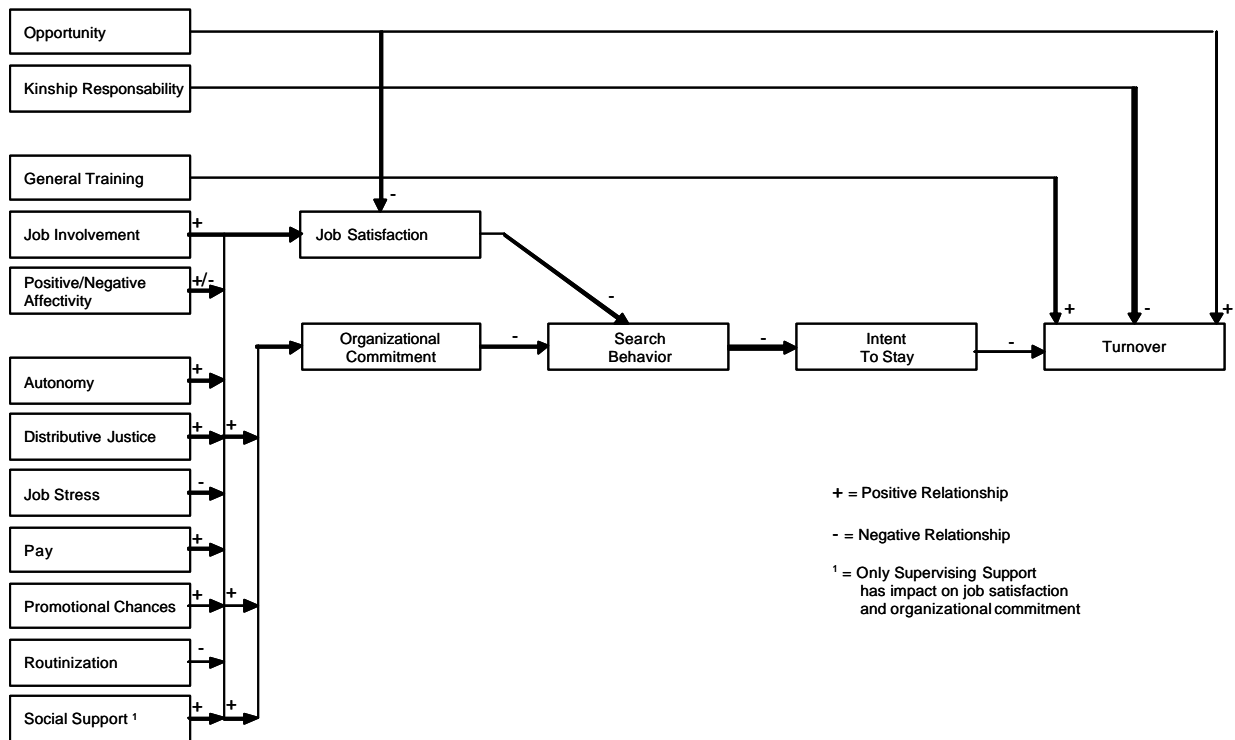 Opportunity
Kinship Responsability
General Training
Job Involvement
+
Positive/Negative
Affectivity
+/-
Autonomy
+
Distributive Justice
+
+
Job Stress
-
Pay
+
Promotional Chances
+
+
Routinization
-
Social Support ¹
+
+
-
Job Satisfaction
-
Organizational
Commitment
-
Search
Behavior
-
Intent
To Stay
-
+
-
+
Turnover
+ = Positive Relationship
- = Negative Relationship
¹ = Only Supervising Support
has impact on job satisfaction
and organizational commitment